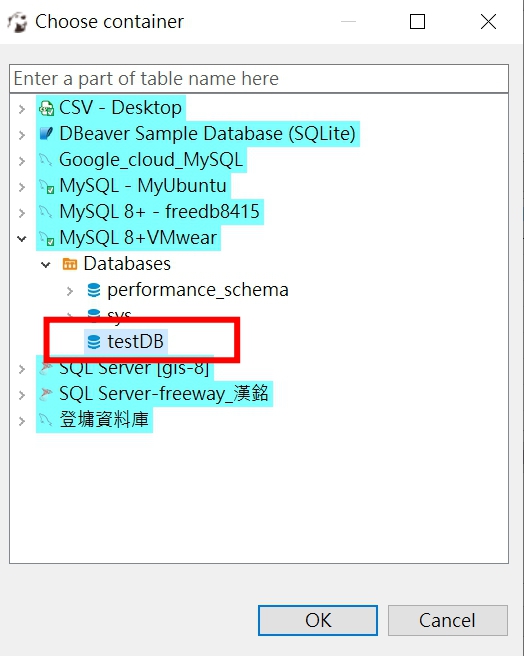 Choose container
Enter a part of table name here
CSV - Desktop
DBeaver Sample Database (SQLite)
Google_cloud_MySQL
MySQL - MyUbuntu
MySQL 8+ - freedb8415
MySQL 8+VMwear
Databases
performance_schema
sys
testDB
SQL Server [gis-8]
SQL Server-freeway_漢銘
登墉資料庫
OK
Cancel